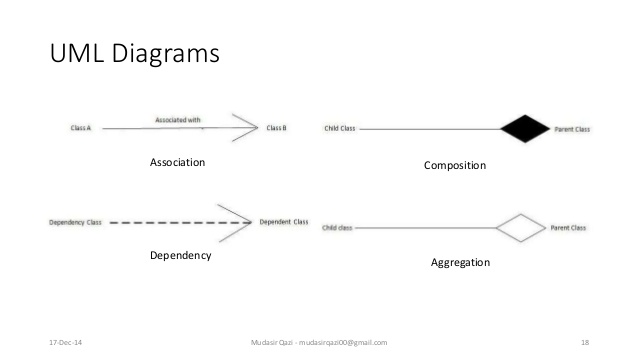 UML Diagrams
Class A
Associated with
Class B
Association
Child Class
Parent Class
Composition
Dependency Class
Dependent Class
Dependency
Child class
Parent Class
Aggregation
17-Dec-14
Mudasir Qazi - mudasirqazi00@gmail.com
18